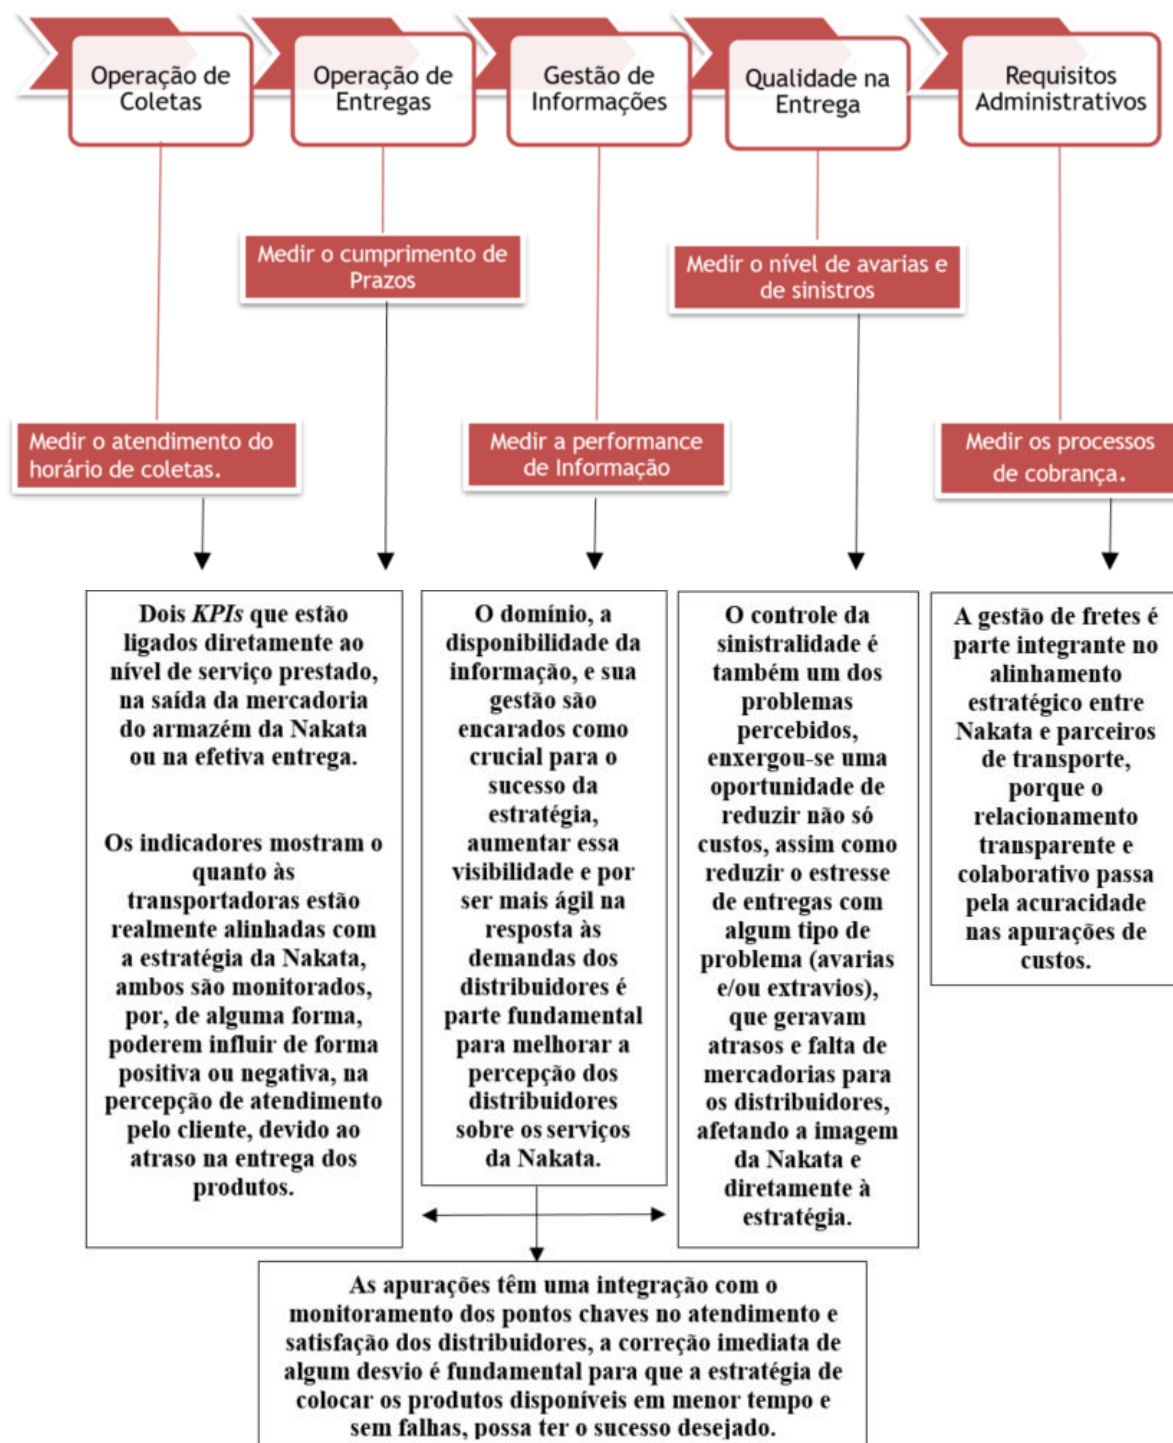 Operação de
Coletas
Operação de
Entregas
Gestão de
Informações
Qualidade na
Entrega
Requisitos
Administrativos
Medir o cumprimento de
Prazos
Medir o nível de avarias e
de sinistros
Medir o atendimento do
horário de coletas.
Medir a performance
de Informação
Medir os processos
de cobrança.
Dois KPIs que estão
ligados diretamente ao
nível de serviço prestado,
na saída da mercadoria
do armazém da Nakata
ou na efetiva entrega.
Os indicadores mostram o
quanto às
transportadoras estão
realmente alinhadas com
a estratégia da Nakata,
ambos são monitorados,
por, de alguma forma,
poderem influir de forma
positiva ou negativa, na
percepção de atendimento
pelo cliente, devido ao
atraso na entrega dos
produtos.
O domínio, a
disponibilidade da
informação, e sua
gestão são
encarados como
crucial para o
sucesso da
estratégia,
aumentar essa
visibilidade e por
ser mais ágil na
resposta às
demandas dos
distribuidores é
parte fundamental
para melhorar a
percepção dos
distribuidores
sobre os serviços
da Nakata.
O controle da
sinistralidade é
também um dos
problemas
percebidos,
enxergou-se uma
oportunidade de
reduzir não só
custos, assim como
reduzir o estresse
de entregas com
algum tipo de
problema (avarias
e/ou extravios),
que geravam
atrasos e falta de
mercadorias para
os distribuidores,
afetando a imagem
da Nakata e
diretamente à
estratégia.
A gestão de fretes é
parte integrante no
alinhamento
estratégico entre
Nakata e parceiros
de transporte,
porque o
relacionamento
transparente e
colaborativo passa
pela acuracidade
nas apurações de
custos.
As apurações têm uma integração com o
monitoramento dos pontos chaves no atendimento e
satisfação dos distribuidores, a correção imediata de
algum desvio é fundamental para que a estratégia de
colocar os produtos disponíveis em menor tempo e
sem falhas, possa ter o sucesso desejado.